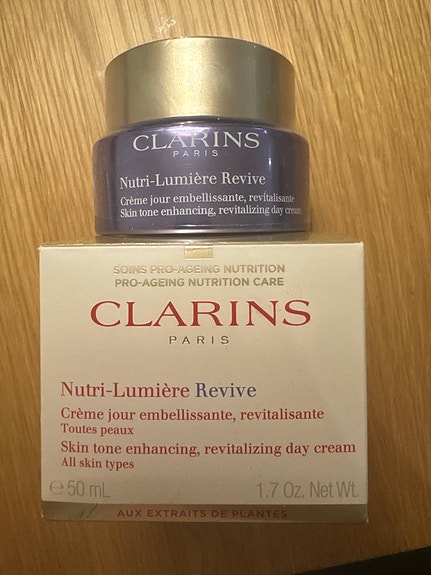 CLARINS
PARIS
Nutri-Lumière Revive
Crème jour embellissante, revitalisante
Skin tone enhancing, revitalizing day cream
SOINS PRO-AGEING NUTRITION
PRO-AGEING NUTRITION CARE
CLARINS
PARIS
Nutri-Lumière Revive
Crème jour embellissante, revitalisante
Toutes peaux
Skin tone enhancing, revitalizing day cream
All skin types
℮ 50 mL 1.7 Oz. Net Wt.
AUX EXTRAITS DE PLANTES